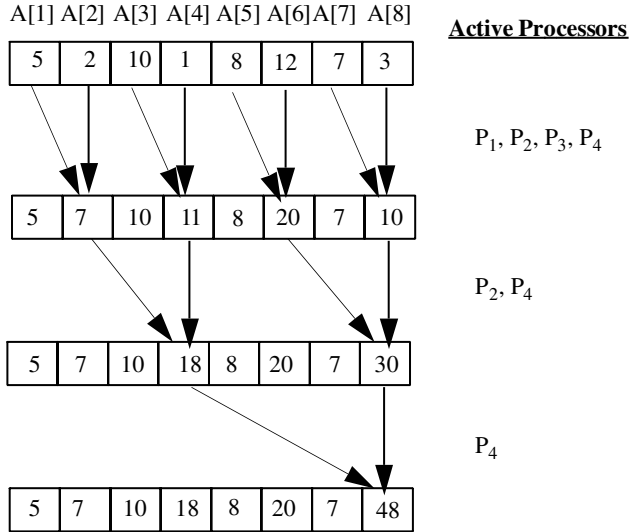 A[1] A[2] A[3] A[4] A[5] A[6] A[7] A[8]
Active Processors
5 2 10 1 8 12 7 3
P1, P2, P3, P4
5 7 10 11 8 20 7 10
P2, P4
5 7 10 18 8 20 7 30
P4
5 7 10 18 8 20 7 48